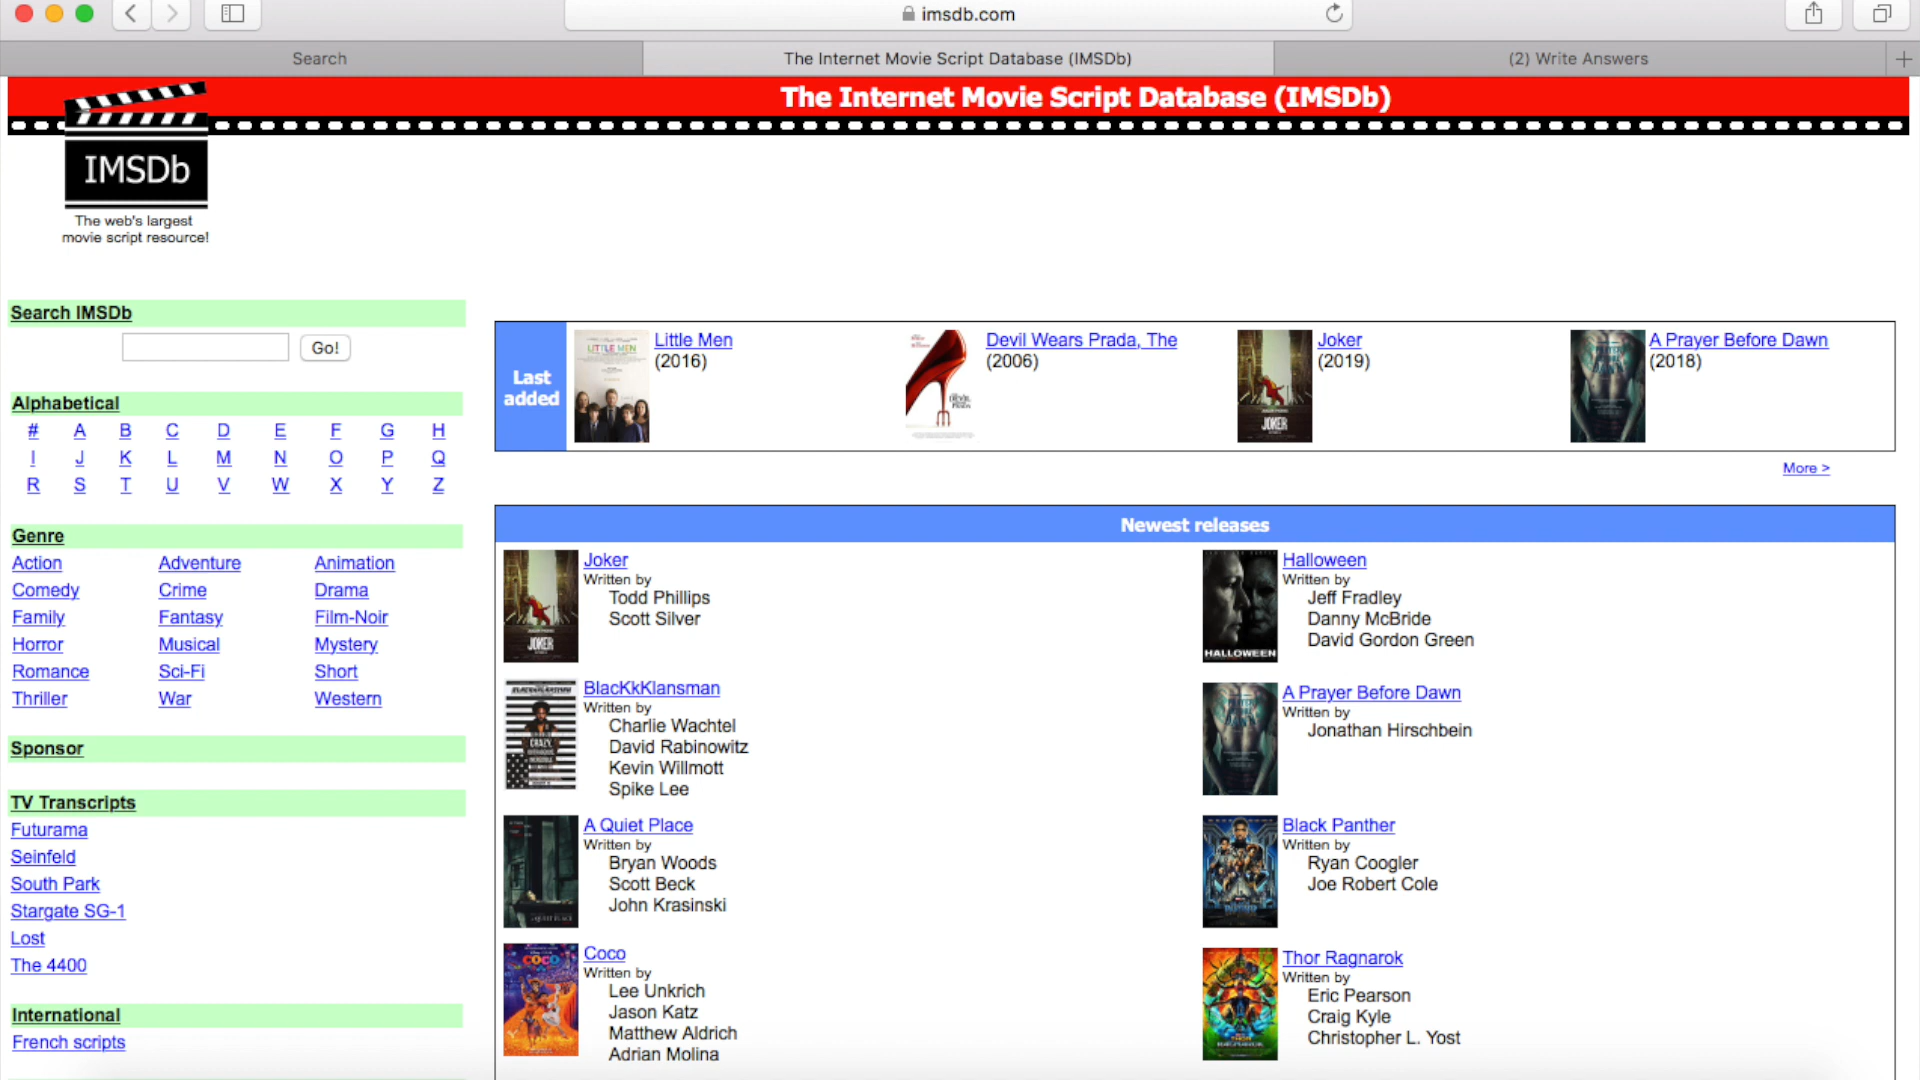 imsdb.com
Search
The Internet Movie Script Database (IMSDb)
(2) Write Answers
The Internet Movie Script Database (IMSDb)
IMSDb
The web's largest
movie script resource!
Search IMSDb
Go!
Alphabetical
# A B C D E F G H
I J K L M N O P Q
R S T U V W X Y Z
Genre
Action Adventure Animation
Comedy Crime Drama
Family Fantasy Film-Noir
Horror Musical Mystery
Romance Sci-Fi Short
Thriller War Western
Sponsor
TV Transcripts
Futurama
Seinfeld
South Park
Stargate SG-1
Lost
The 4400
International
French scripts
Last
added
LITTLE MEN
Little Men
(2016)
Devil Wears Prada, The
(2006)
JOKER
Joker
(2019)
A Prayer Before Dawn
(2018)
More >
Newest releases
JOKER
Joker
Written by
Todd Phillips
Scott Silver
HALLOWEEN
Halloween
Written by
Jeff Fradley
Danny McBride
David Gordon Green
BlacKkKlansman
Written by
Charlie Wachtel
David Rabinowitz
Kevin Willmott
Spike Lee
A Prayer Before Dawn
Written by
Jonathan Hirschbein
A Quiet Place
Written by
Bryan Woods
Scott Beck
John Krasinski
Black Panther
Written by
Ryan Coogler
Joe Robert Cole
COCO
Coco
Written by
Lee Unkrich
Jason Katz
Matthew Aldrich
Adrian Molina
Thor Ragnarok
Written by
Eric Pearson
Craig Kyle
Christopher L. Yost